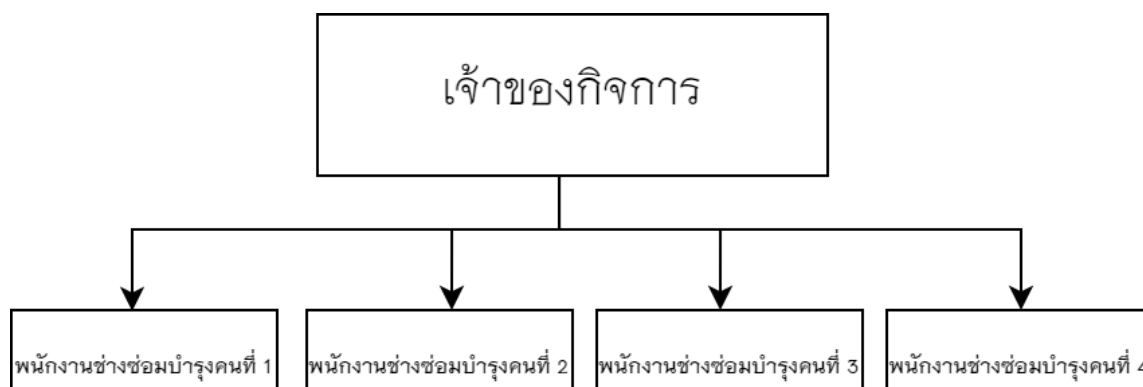 เจ้าของกิจการ
พนักงานช่างซ่อมบำรุงคนที่ 1
พนักงานช่างซ่อมบำรุงคนที่ 2
พนักงานช่างซ่อมบำรุงคนที่ 3
พนักงานช่างซ่อมบำรุงคนที่ 4